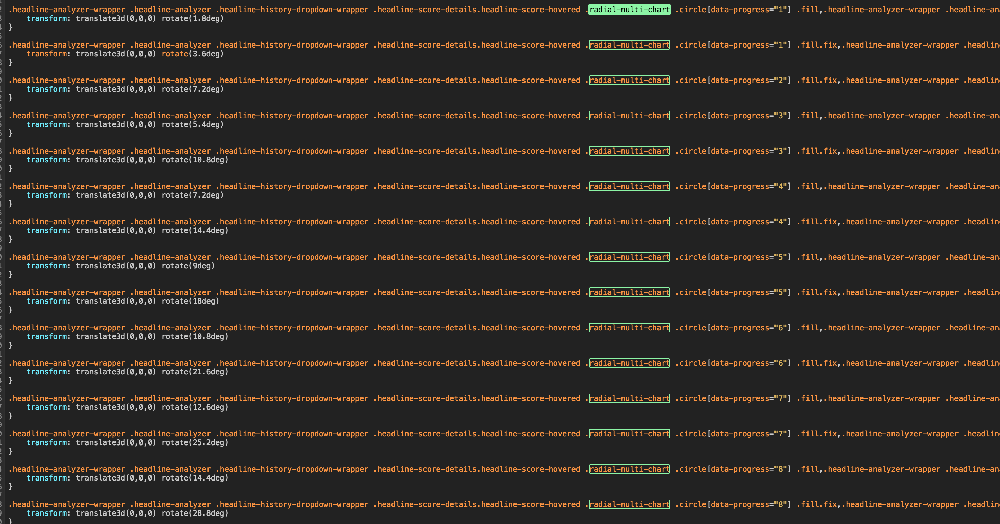 .headline-analyzer-wrapper .headline-analyzer .headline-history-dropdown-wrapper .headline-score-details.headline-score-hovered .radial-multi-chart .circle[data-progress="1"] .fill,.headline-analyzer-wrapper .headline-an
transform: translate3d(0,0,0) rotate(1.8deg)
}
.headline-analyzer-wrapper .headline-analyzer .headline-history-dropdown-wrapper .headline-score-details.headline-score-hovered .radial-multi-chart .circle[data-progress="1"] .fill.fix,.headline-analyzer-wrapper .headlin
transform: translate3d(0,0,0) rotate(3.6deg)
}
.headline-analyzer-wrapper .headline-analyzer .headline-history-dropdown-wrapper .headline-score-details.headline-score-hovered .radial-multi-chart .circle[data-progress="2"] .fill.fix,.headline-analyzer-wrapper .headlin
transform: translate3d(0,0,0) rotate(7.2deg)
}
.headline-analyzer-wrapper .headline-analyzer .headline-history-dropdown-wrapper .headline-score-details.headline-score-hovered .radial-multi-chart .circle[data-progress="3"] .fill,.headline-analyzer-wrapper .headline-an
transform: translate3d(0,0,0) rotate(5.4deg)
}
.headline-analyzer-wrapper .headline-analyzer .headline-history-dropdown-wrapper .headline-score-details.headline-score-hovered .radial-multi-chart .circle[data-progress="3"] .fill.fix,.headline-analyzer-wrapper .headlin
transform: translate3d(0,0,0) rotate(10.8deg)
}
.headline-analyzer-wrapper .headline-analyzer .headline-history-dropdown-wrapper .headline-score-details.headline-score-hovered .radial-multi-chart .circle[data-progress="4"] .fill,.headline-analyzer-wrapper .headline-an
transform: translate3d(0,0,0) rotate(7.2deg)
}
.headline-analyzer-wrapper .headline-analyzer .headline-history-dropdown-wrapper .headline-score-details.headline-score-hovered .radial-multi-chart .circle[data-progress="4"] .fill.fix,.headline-analyzer-wrapper .headlin
transform: translate3d(0,0,0) rotate(14.4deg)
}
.headline-analyzer-wrapper .headline-analyzer .headline-history-dropdown-wrapper .headline-score-details.headline-score-hovered .radial-multi-chart .circle[data-progress="5"] .fill,.headline-analyzer-wrapper .headline-an
transform: translate3d(0,0,0) rotate(9deg)
}
.headline-analyzer-wrapper .headline-analyzer .headline-history-dropdown-wrapper .headline-score-details.headline-score-hovered .radial-multi-chart .circle[data-progress="5"] .fill.fix,.headline-analyzer-wrapper .headlin
transform: translate3d(0,0,0) rotate(18deg)
}
.headline-analyzer-wrapper .headline-analyzer .headline-history-dropdown-wrapper .headline-score-details.headline-score-hovered .radial-multi-chart .circle[data-progress="6"] .fill,.headline-analyzer-wrapper .headline-an
transform: translate3d(0,0,0) rotate(10.8deg)
}
.headline-analyzer-wrapper .headline-analyzer .headline-history-dropdown-wrapper .headline-score-details.headline-score-hovered .radial-multi-chart .circle[data-progress="6"] .fill.fix,.headline-analyzer-wrapper .headlin
transform: translate3d(0,0,0) rotate(21.6deg)
}
.headline-analyzer-wrapper .headline-analyzer .headline-history-dropdown-wrapper .headline-score-details.headline-score-hovered .radial-multi-chart .circle[data-progress="7"] .fill,.headline-analyzer-wrapper .headline-an
transform: translate3d(0,0,0) rotate(12.6deg)
}
.headline-analyzer-wrapper .headline-analyzer .headline-history-dropdown-wrapper .headline-score-details.headline-score-hovered .radial-multi-chart .circle[data-progress="7"] .fill.fix,.headline-analyzer-wrapper .headlin
transform: translate3d(0,0,0) rotate(25.2deg)
}
.headline-analyzer-wrapper .headline-analyzer .headline-history-dropdown-wrapper .headline-score-details.headline-score-hovered .radial-multi-chart .circle[data-progress="8"] .fill,.headline-analyzer-wrapper .headline-an
transform: translate3d(0,0,0) rotate(14.4deg)
}
.headline-analyzer-wrapper .headline-analyzer .headline-history-dropdown-wrapper .headline-score-details.headline-score-hovered .radial-multi-chart .circle[data-progress="8"] .fill.fix,.headline-analyzer-wrapper .headlin
transform: translate3d(0,0,0) rotate(28.8deg)
}